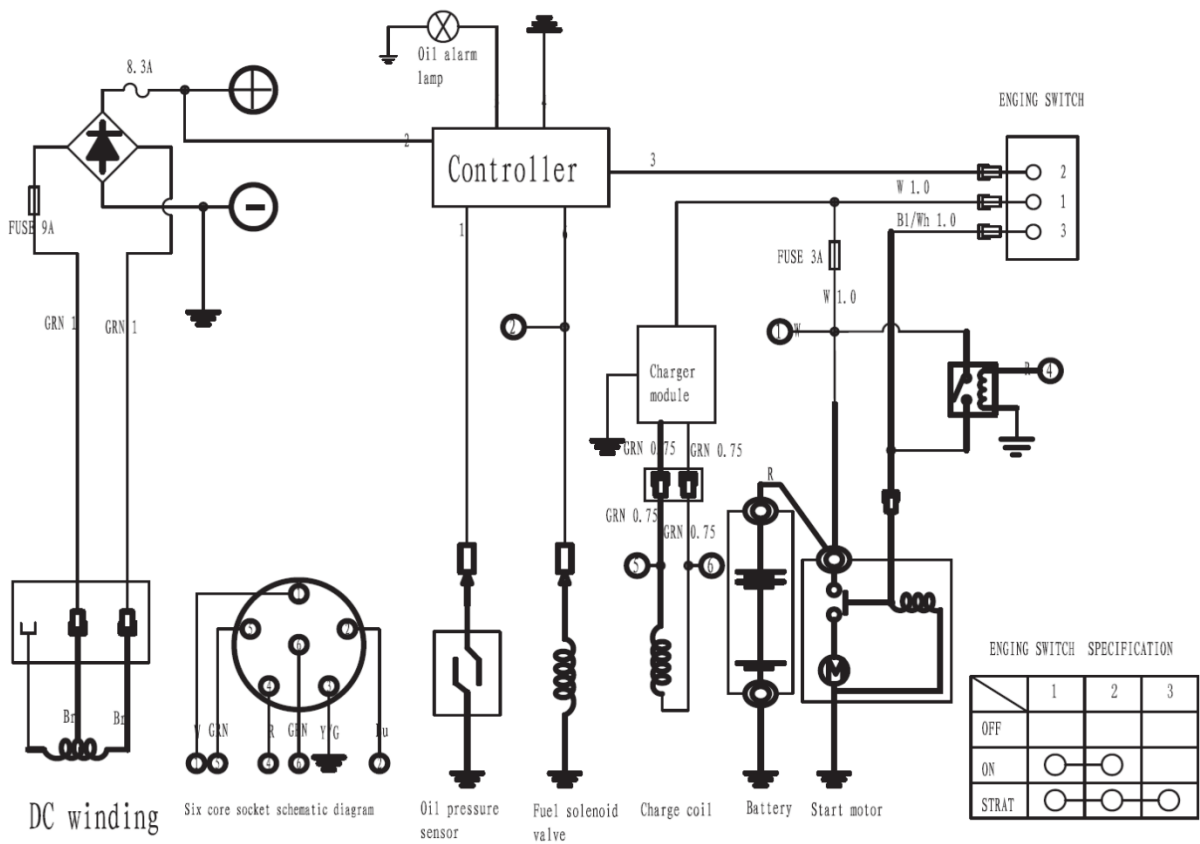 8.3A
Oil alarm
lamp
ENGING SWITCH
2
Controller
3
2
W 1.0
1
Bl/Wh 1.0
3
FUSE 9A
1
FUSE 3A
W 1.0
GRN 1
GRN 1
2
1
W
Charger
module
R
4
GRN 0.75
GRN 0.75
R
GRN 0.75
GRN 0.75
5
6
1
5
2
6
4
3
M
ENGING SWITCH SPECIFICATION
1
2
3
OFF
ON
STRAT
Br
Br
GRN
R
GRN
Y/G
1
5
4
6
2
DC winding
Six core socket schematic diagram
Oil pressure
sensor
Fuel solenoid
valve
Charge coil
Battery
Start motor